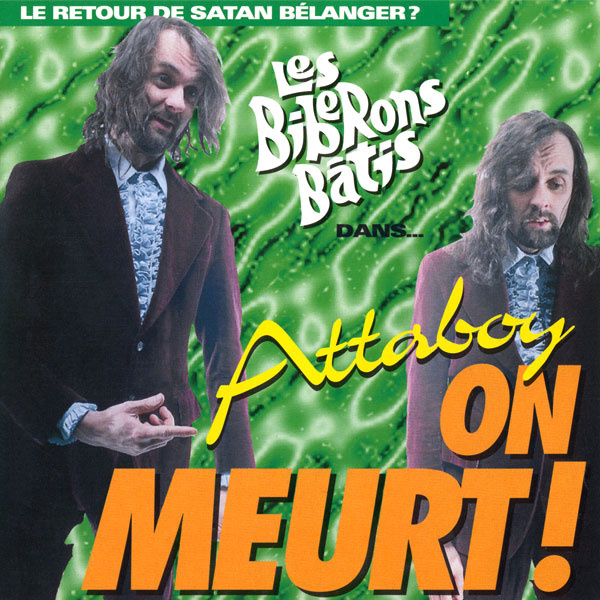 LE RETOUR DE SATAN BÉLANGER ?
Les
BibeRons
Bâtis
DANS...
Attaboy
ON
MEURT !